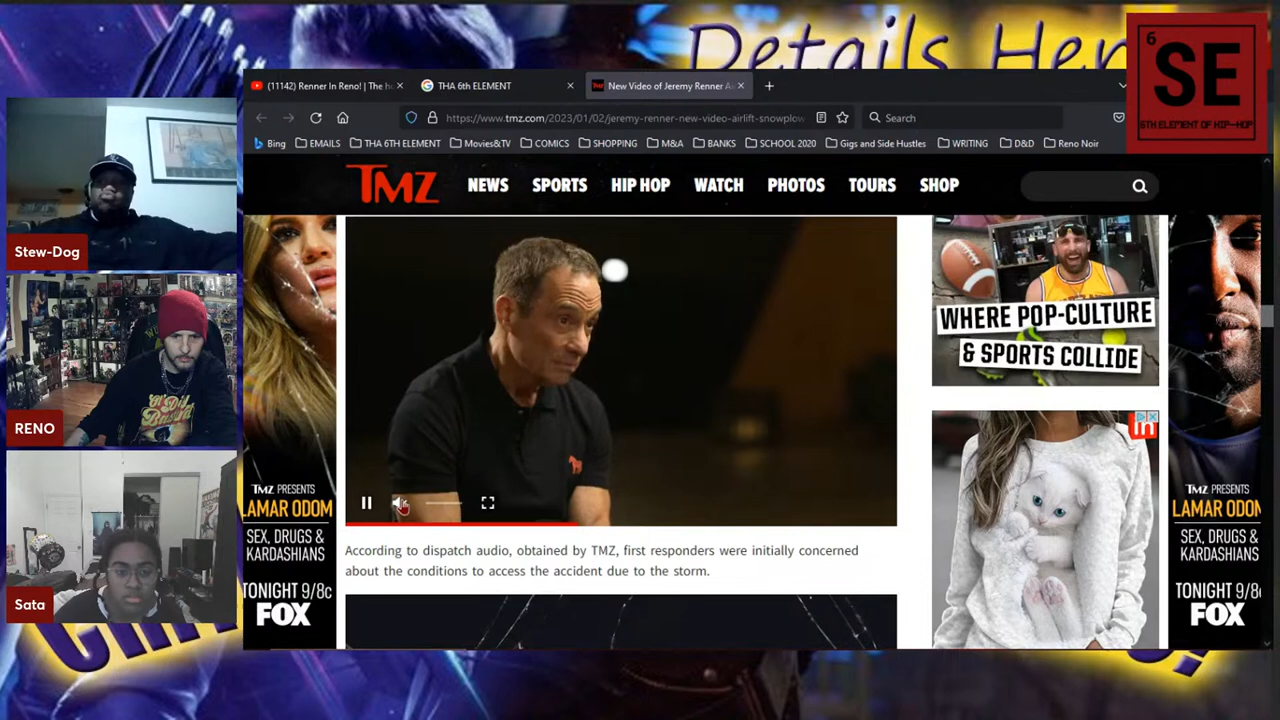 Details Her
6
SE
6TH ELEMENT OF HIP-HOP
(11142) Renner In Reno! | The h
THA 6th ELEMENT
New Video of Jeremy Renner A
https://www.tmz.com/2023/01/02/jeremy-renner-new-video-airlift-snowplow
Search
Bing EMAILS THA 6TH ELEMENT Movies&TV COMICS SHOPPING M&A BANKS SCHOOL 2020 Gigs and Side Hustles WRITING D&D Reno Noir
TMZ NEWS SPORTS HIP HOP WATCH PHOTOS TOURS SHOP
Stew-Dog
RENO
Sata
WHERE POP-CULTURE
& SPORTS COLLIDE
According to dispatch audio, obtained by TMZ, first responders were initially concerned
about the conditions to access the accident due to the storm.
TMZ PRESENTS
LAMAR ODOM
SEX, DRUGS &
KARDASHIANS
TONIGHT 9/8c
FOX
in
TMZ PRESENTS
LAMAR ODOM
SEX, DRUGS &
KARDASHIANS
TONIGHT 9/8c
FOX